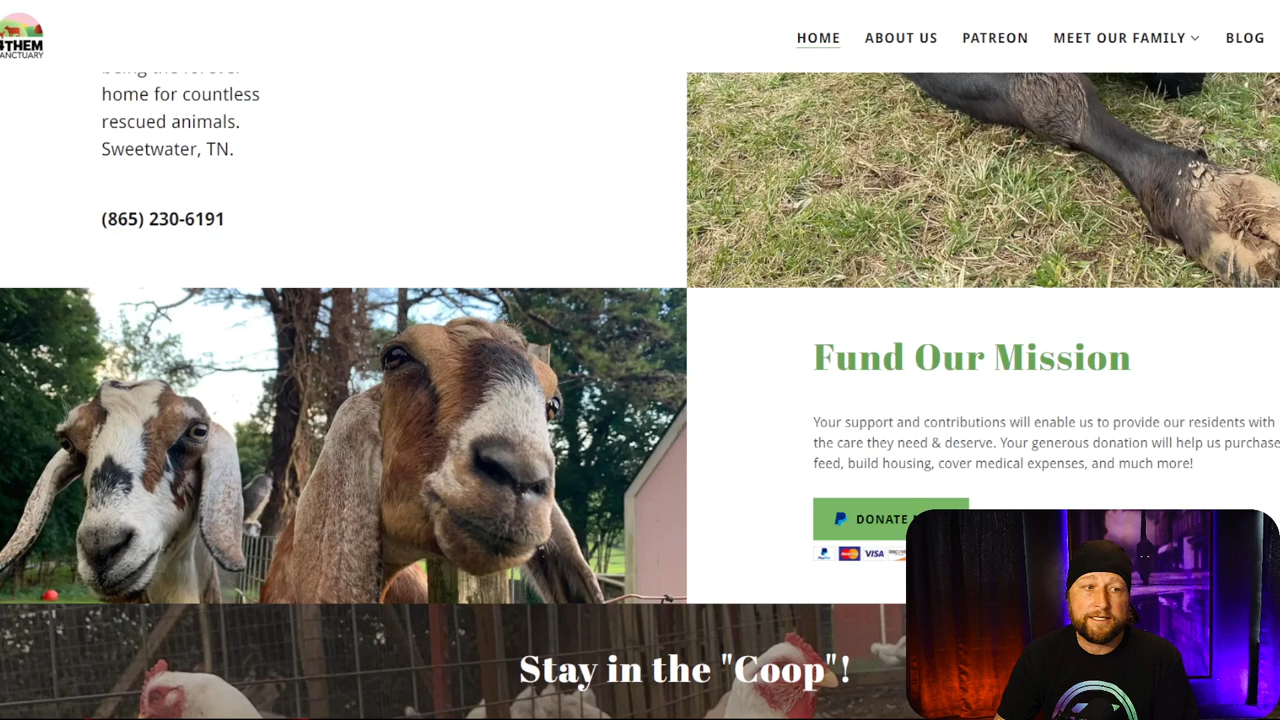 4THEM
SANCTUARY
HOME
ABOUT US
PATREON
MEET OUR FAMILY
BLOG
home for countless
rescued animals.
Sweetwater, TN.
(865) 230-6191
Fund Our Mission
Your support and contributions will enable us to provide our residents with
the care they need & deserve. Your generous donation will help us purchase
feed, build housing, cover medical expenses, and much more!
DONATE
PayPal
VISA
Stay in the "Coop"!